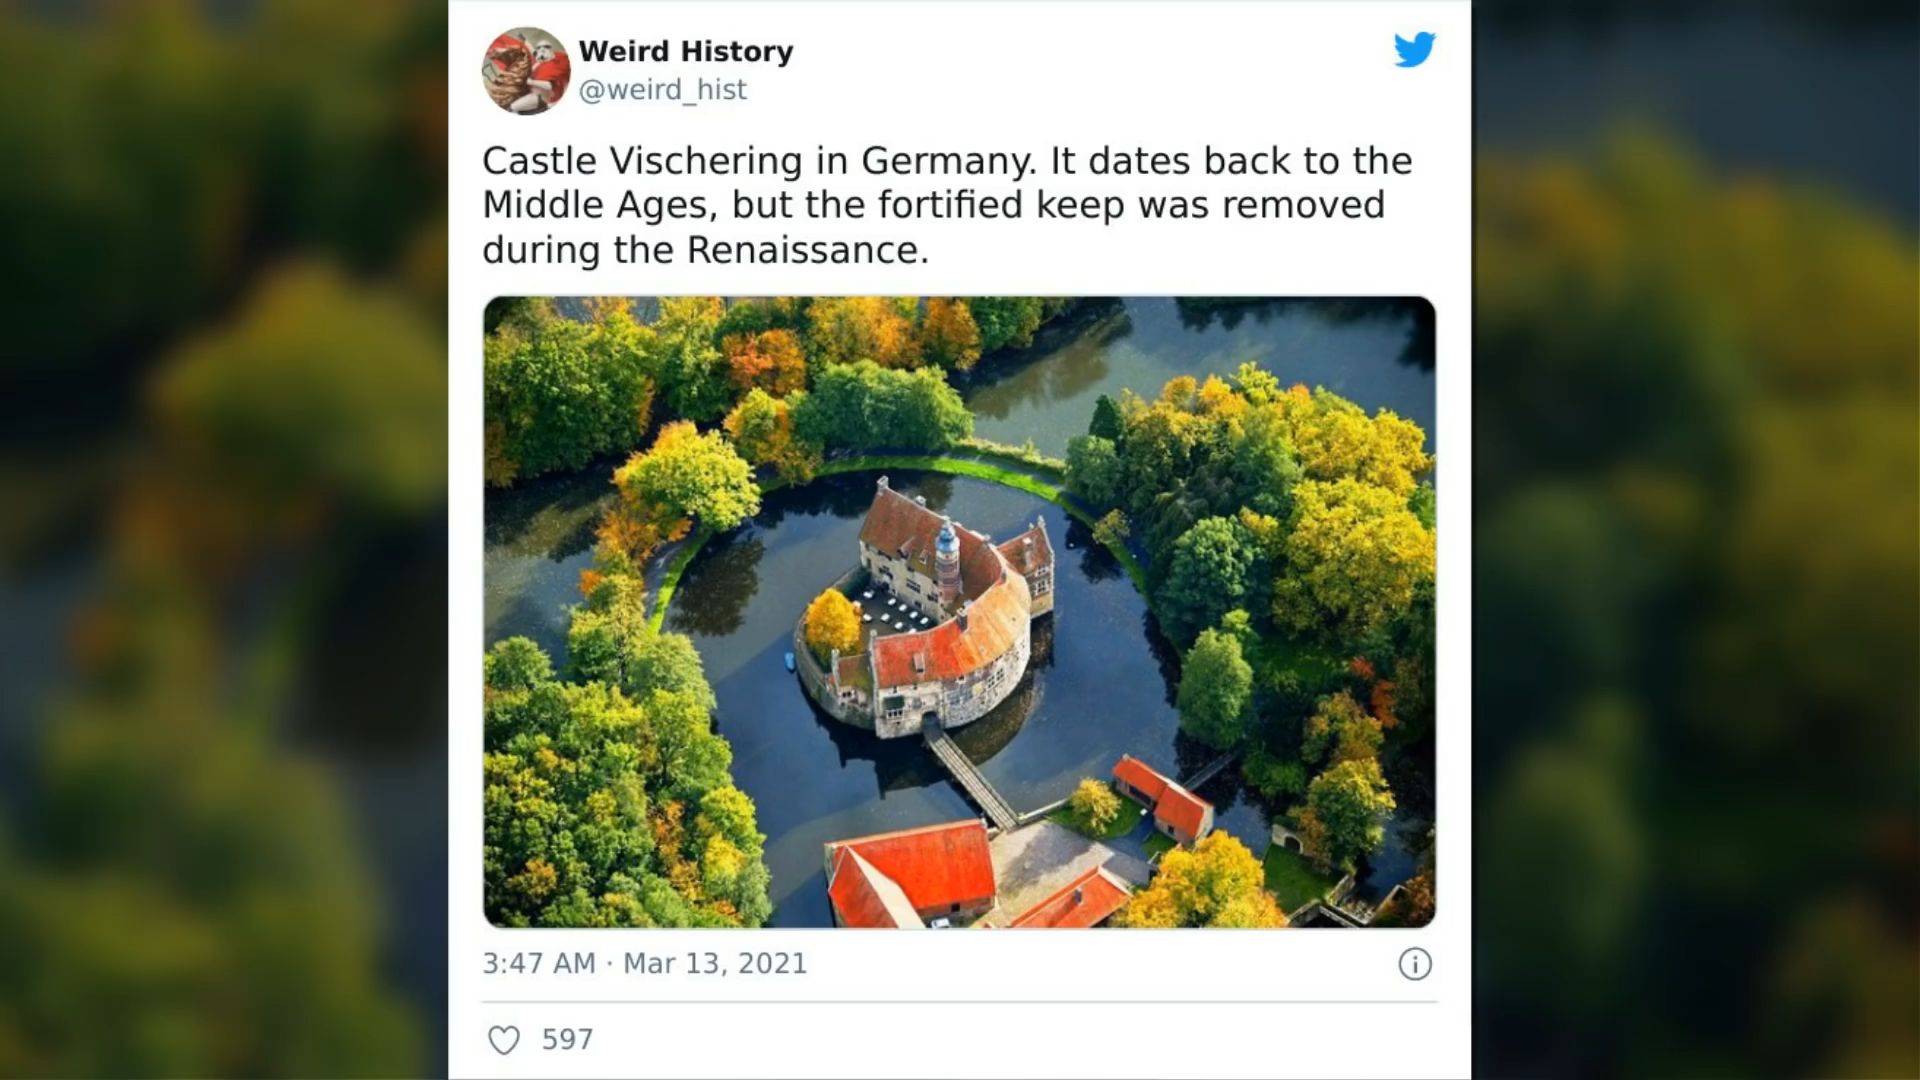 Weird History
@weird_hist
Castle Vischering in Germany. It dates back to the
Middle Ages, but the fortified keep was removed
during the Renaissance.
3:47 AM · Mar 13, 2021
597